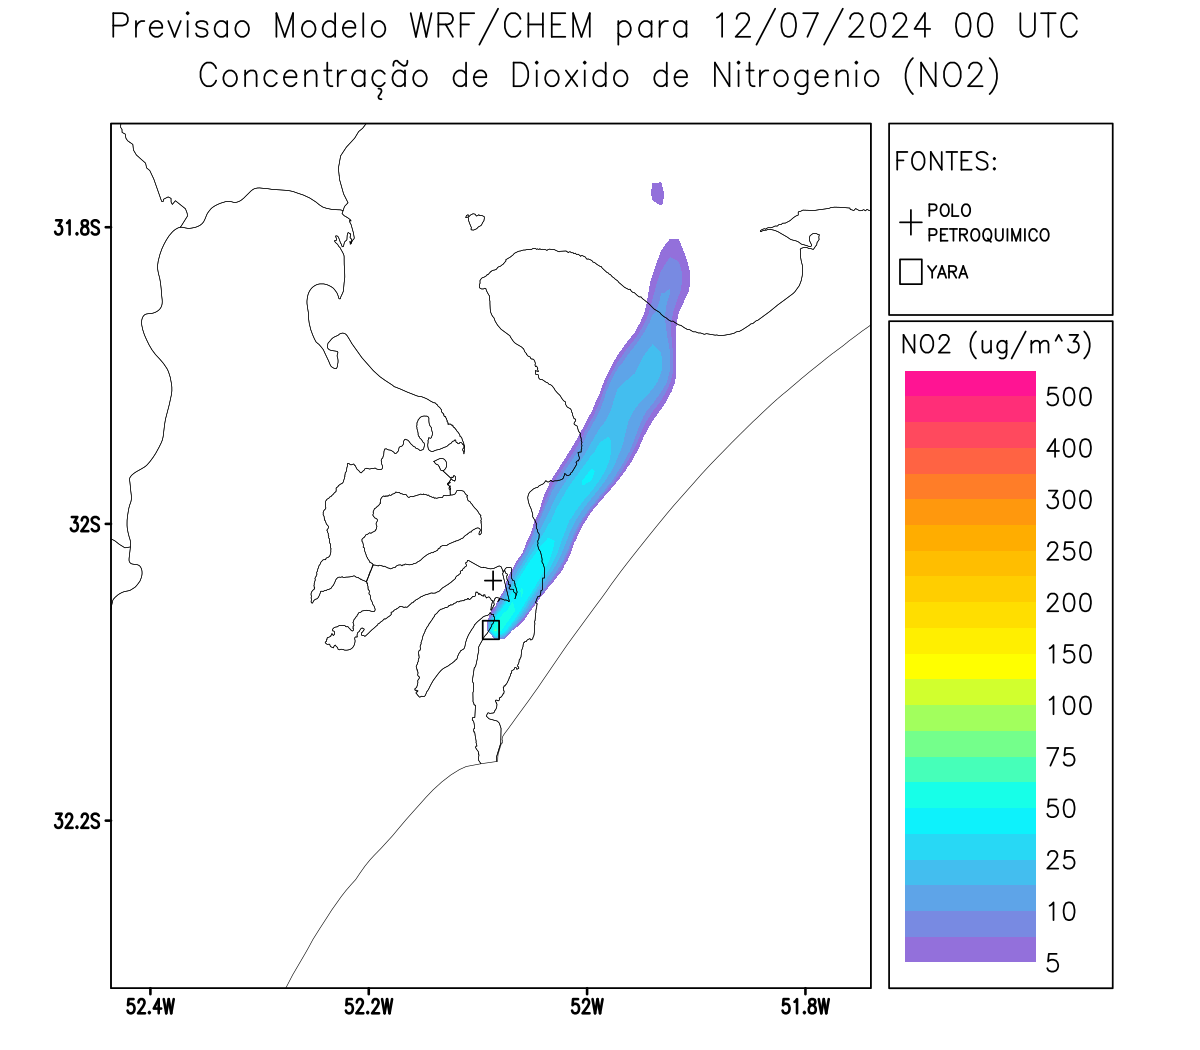 Previsao Modelo WRF/CHEM para 12/07/2024 00 UTC
Concentração de Dioxido de Nitrogenio (NO2)
FONTES:
POLO
PETROQUIMICO
YARA
NO2 (ug/m^3)
500
400
300
250
200
150
100
75
50
25
10
5
31.8S
32S
32.2S
52.4W
52.2W
52W
51.8W